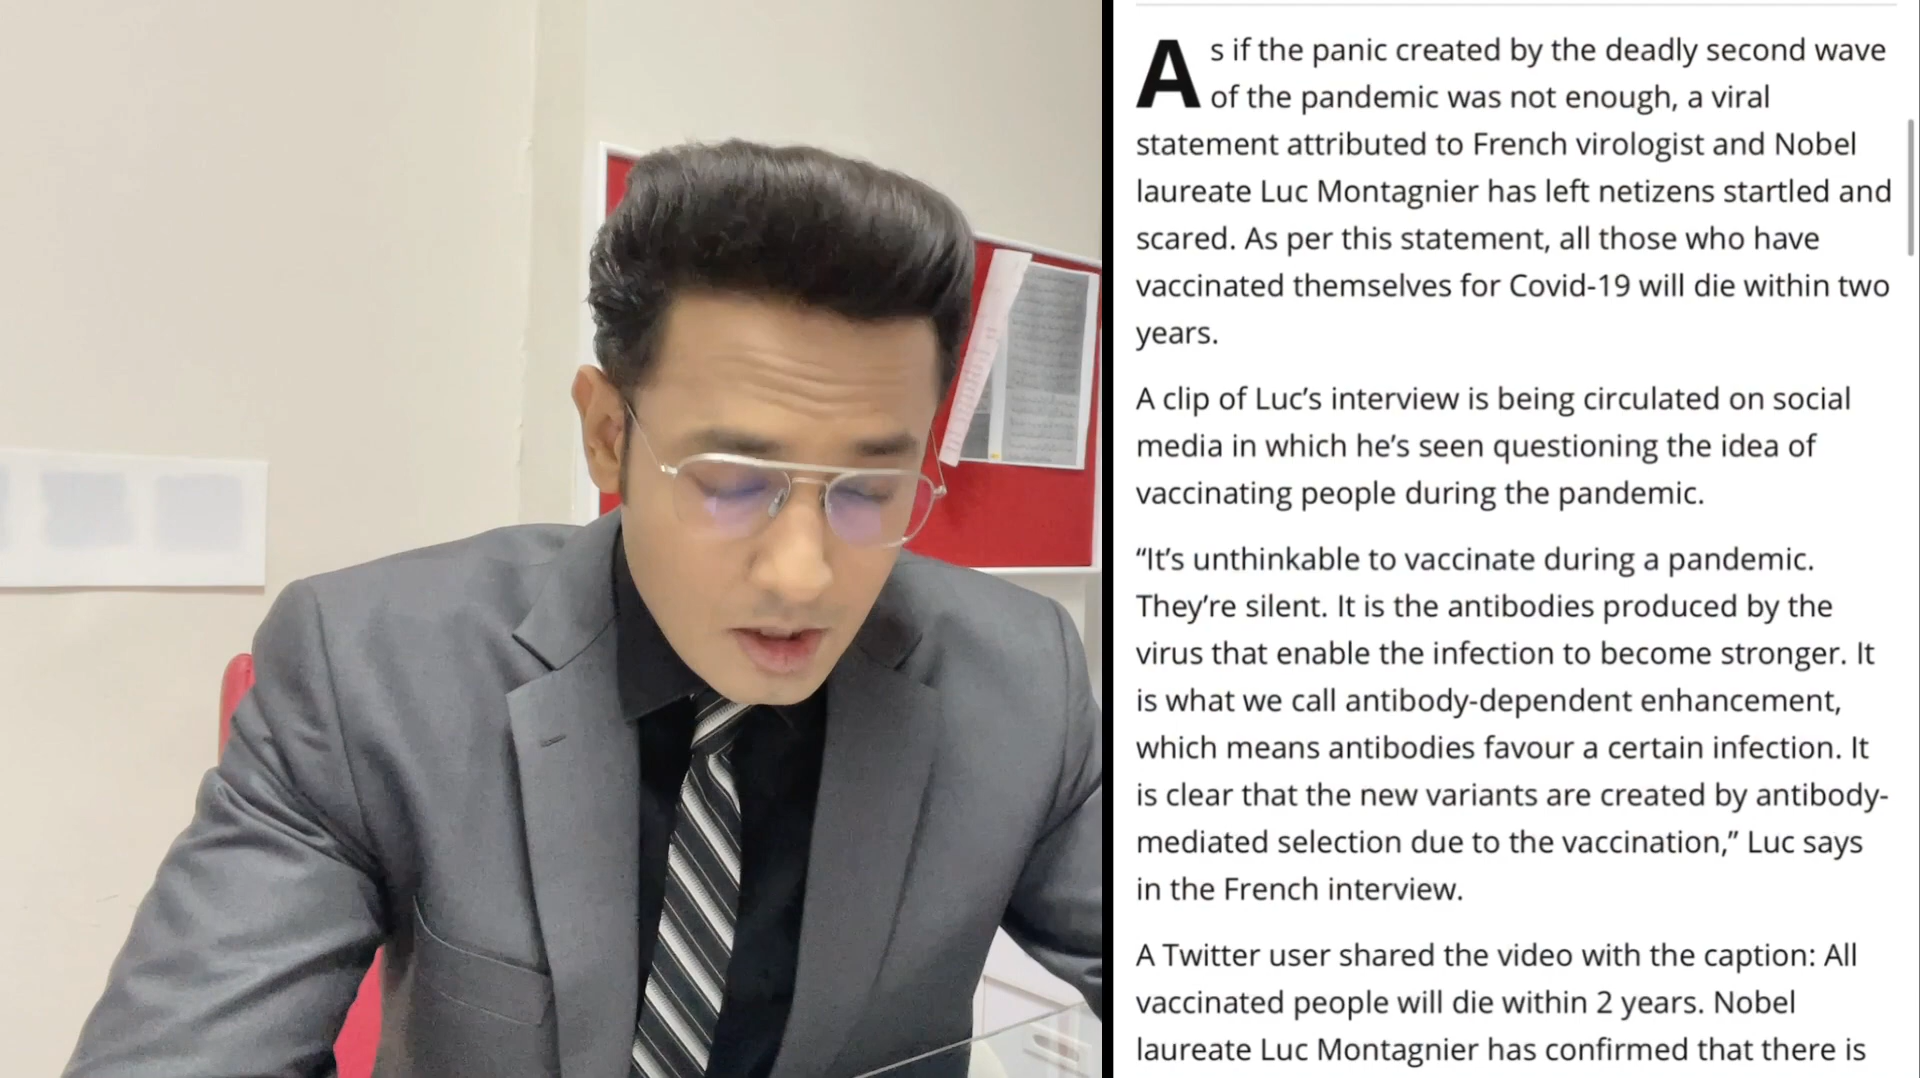 As if the panic created by the deadly second wave
of the pandemic was not enough, a viral
statement attributed to French virologist and Nobel
laureate Luc Montagnier has left netizens startled and
scared. As per this statement, all those who have
vaccinated themselves for Covid-19 will die within two
years.
A clip of Luc’s interview is being circulated on social
media in which he’s seen questioning the idea of
vaccinating people during the pandemic.
“It’s unthinkable to vaccinate during a pandemic.
They’re silent. It is the antibodies produced by the
virus that enable the infection to become stronger. It
is what we call antibody-dependent enhancement,
which means antibodies favour a certain infection. It
is clear that the new variants are created by antibody-
mediated selection due to the vaccination,” Luc says
in the French interview.
A Twitter user shared the video with the caption: All
vaccinated people will die within 2 years. Nobel
laureate Luc Montagnier has confirmed that there is